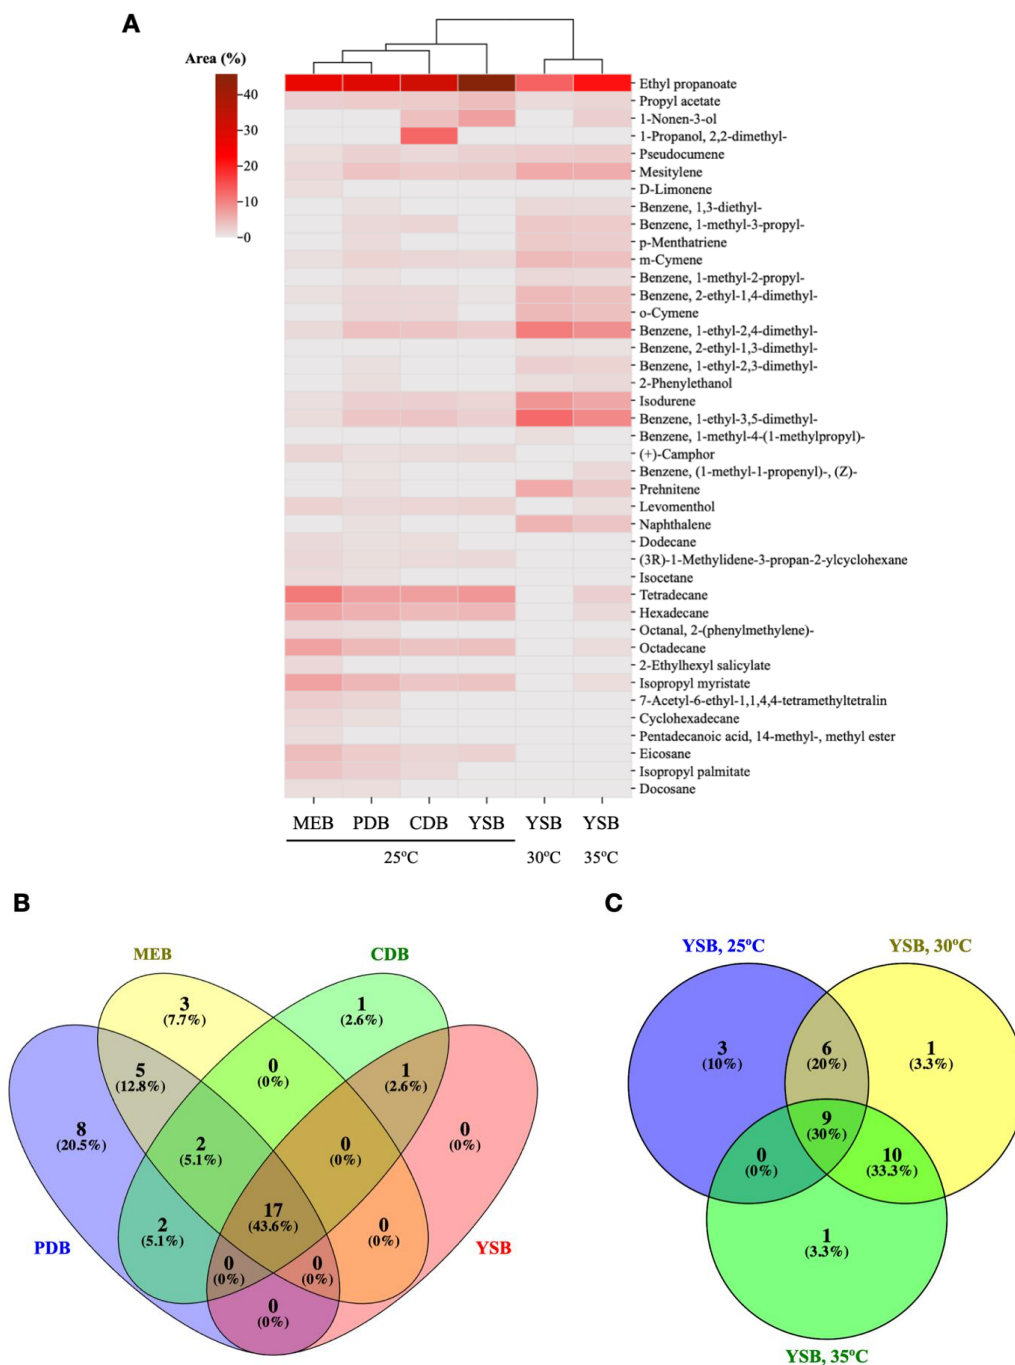 A
Area (%)
40
30
20
10
0
Ethyl propanoate
Propyl acetate
1-Nonen-3-ol
1-Propanol, 2,2-dimethyl-
Pseudocumene
Mesitylene
D-Limonene
Benzene, 1,3-diethyl-
Benzene, 1-methyl-3-propyl-
p-Menthatriene
m-Cymene
Benzene, 1-methyl-2-propyl-
Benzene, 2-ethyl-1,4-dimethyl-
o-Cymene
Benzene, 1-ethyl-2,4-dimethyl-
Benzene, 2-ethyl-1,3-dimethyl-
Benzene, 1-ethyl-2,3-dimethyl-
2-Phenylethanol
Isodurene
Benzene, 1-ethyl-3,5-dimethyl-
Benzene, 1-methyl-4-(1-methylpropyl)-
(+)-Camphor
Benzene, (1-methyl-1-propenyl)-, (Z)-
Prehnitene
Levomenthol
Naphthalene
Dodecane
(3R)-1-Methylidene-3-propan-2-ylcyclohexane
Isocetane
Tetradecane
Hexadecane
Octanal, 2-(phenylmethylene)-
Octadecane
2-Ethylhexyl salicylate
Isopropyl myristate
7-Acetyl-6-ethyl-1,1,4,4-tetramethyltetralin
Cyclohexadecane
Pentadecanoic acid, 14-methyl-, methyl ester
Eicosane
Isopropyl palmitate
Docosane
MEB PDB CDB YSB YSB YSB
25ºC 30ºC 35ºC
B
MEB CDB
PDB YSB
3
(7.7%)
1
(2.6%)
5
(12.8%)
0
(0%)
1
(2.6%)
8
(20.5%)
2
(5.1%)
0
(0%)
0
(0%)
17
(43.6%)
2
(5.1%)
0
(0%)
0
(0%)
0
(0%)
0
(0%)
C
YSB, 25ºC YSB, 30ºC
3
(10%)
6
(20%)
1
(3.3%)
9
(30%)
0
(0%)
10
(33.3%)
1
(3.3%)
YSB, 35ºC